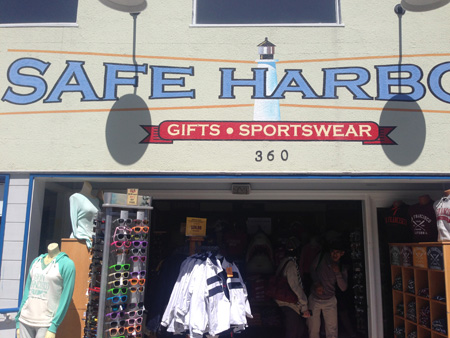 SAFE HARBO
GIFTS • SPORTSWEAR
360